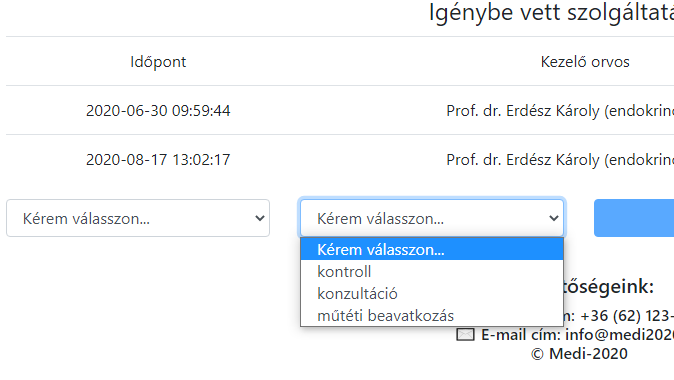 Igénybe vett szolgáltatá
Időpont Kezelő orvos
2020-06-30 09:59:44 Prof. dr. Erdész Károly (endokrino
2020-08-17 13:02:17 Prof. dr. Erdész Károly (endokrino
Kérem válasszon... Kérem válasszon...
Kérem válasszon...
kontroll
konzultáció
műtéti beavatkozás
tőségeink:
m: +36 (62) 123-
E-mail cím: info@medi2020
© Medi-2020